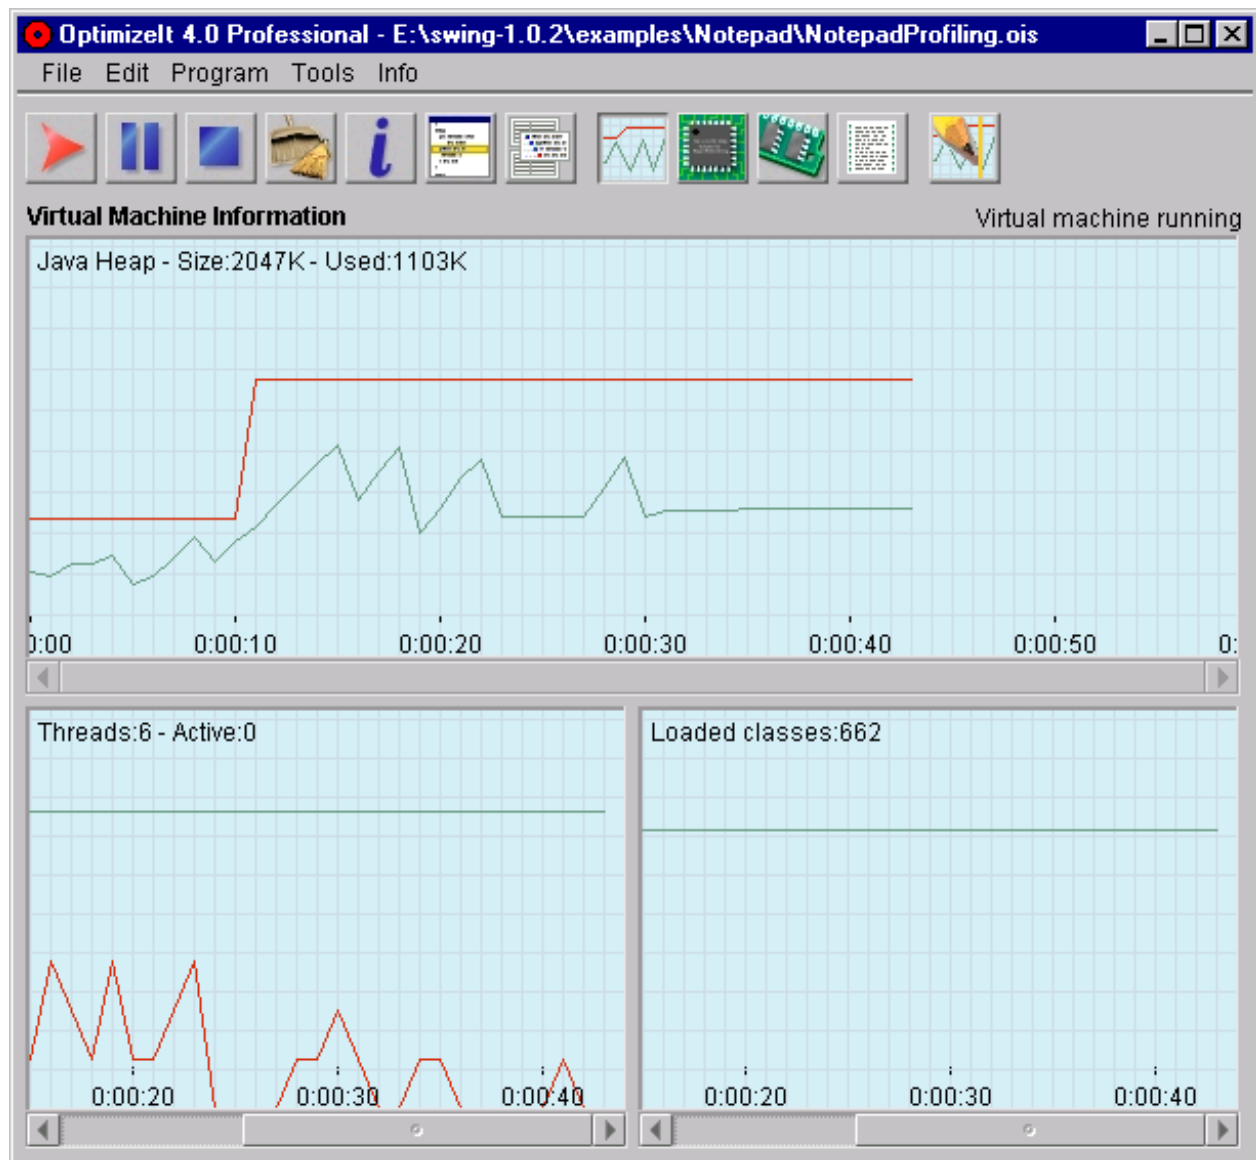 OptimizeIt 4.0 Professional - E:\swing-1.0.2\examples\Notepad\NotepadProfiling.ois
File Edit Program Tools Info
Virtual Machine Information
Virtual machine running
Java Heap - Size:2047K - Used:1103K
0:00 0:00:10 0:00:20 0:00:30 0:00:40 0:00:50 0:
Threads:6 - Active:0
0:00:20 0:00:30 0:00:40
Loaded classes:662
0:00:20 0:00:30 0:00:40